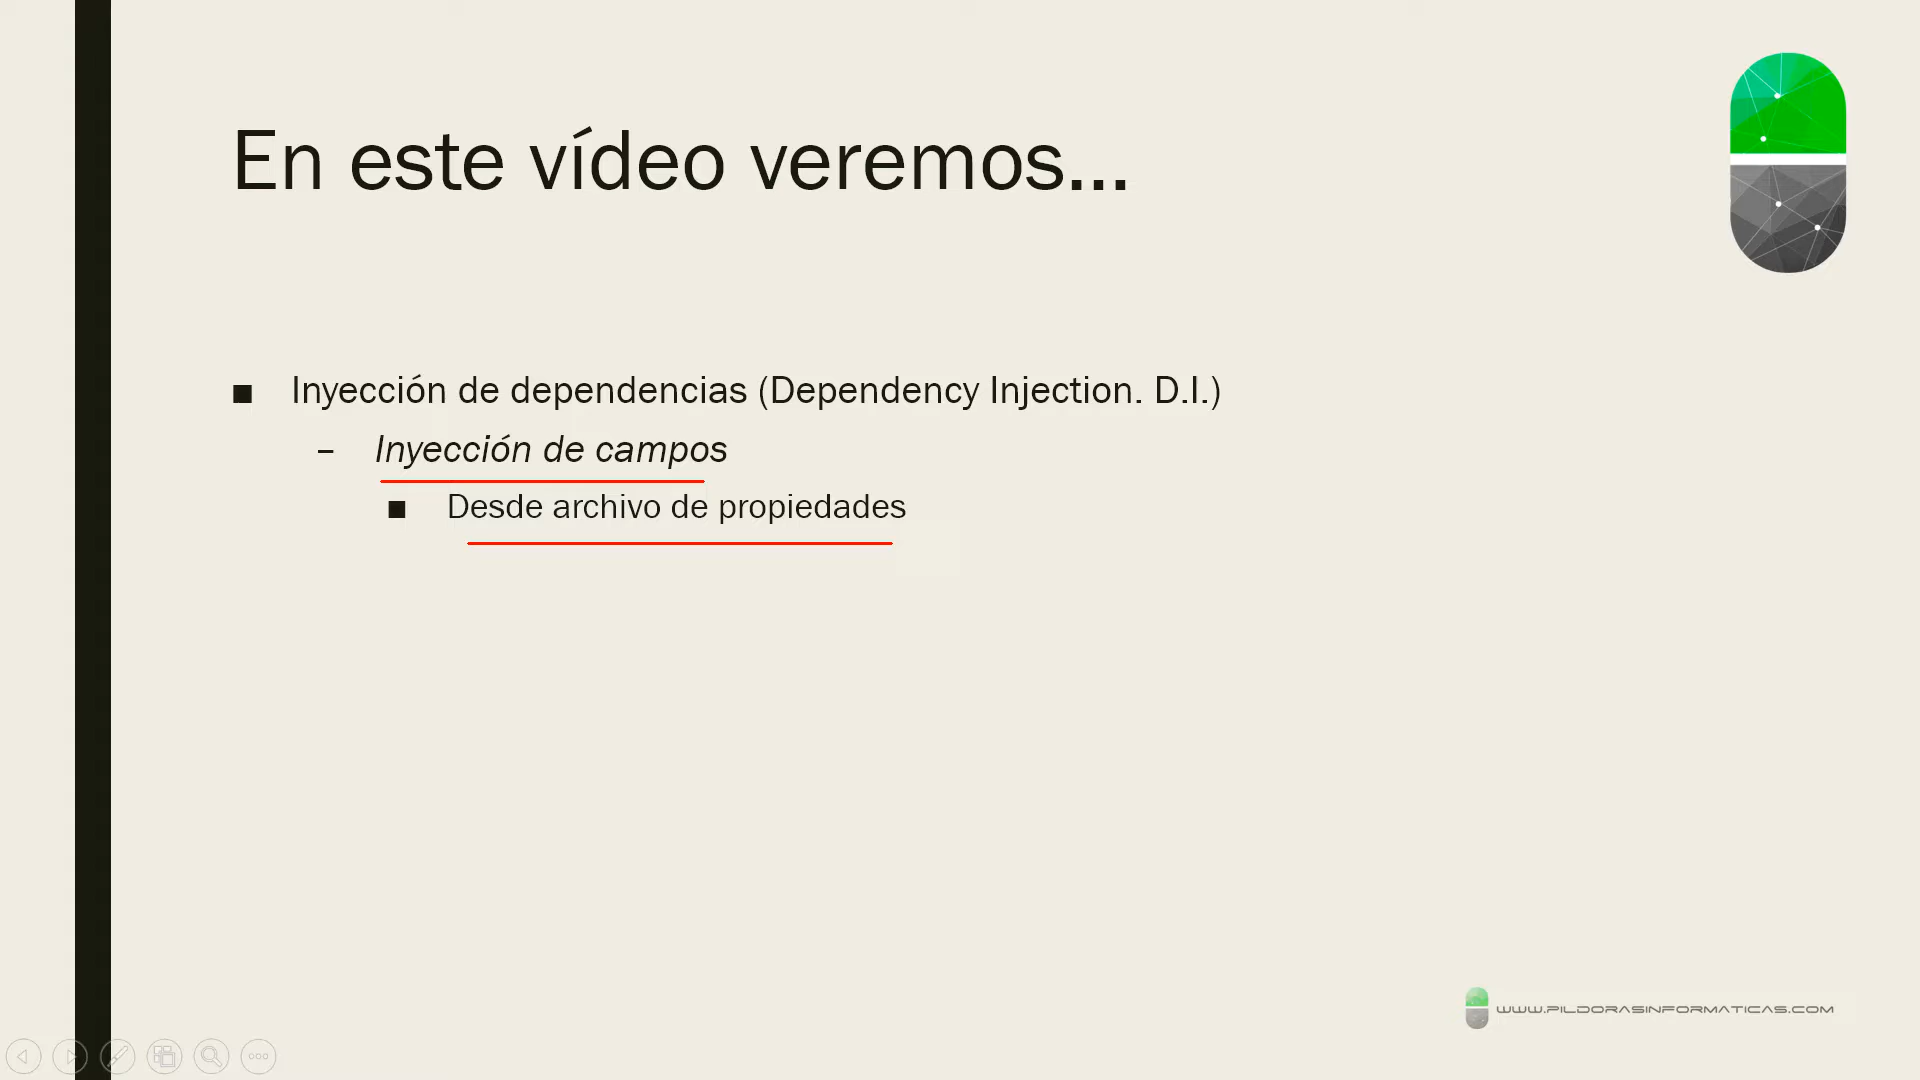 En este vídeo veremos...
■ Inyección de dependencias (Dependency Injection. D.I.)
– Inyección de campos
■ Desde archivo de propiedades
WWW.PILDORASINFORMATICAS.COM